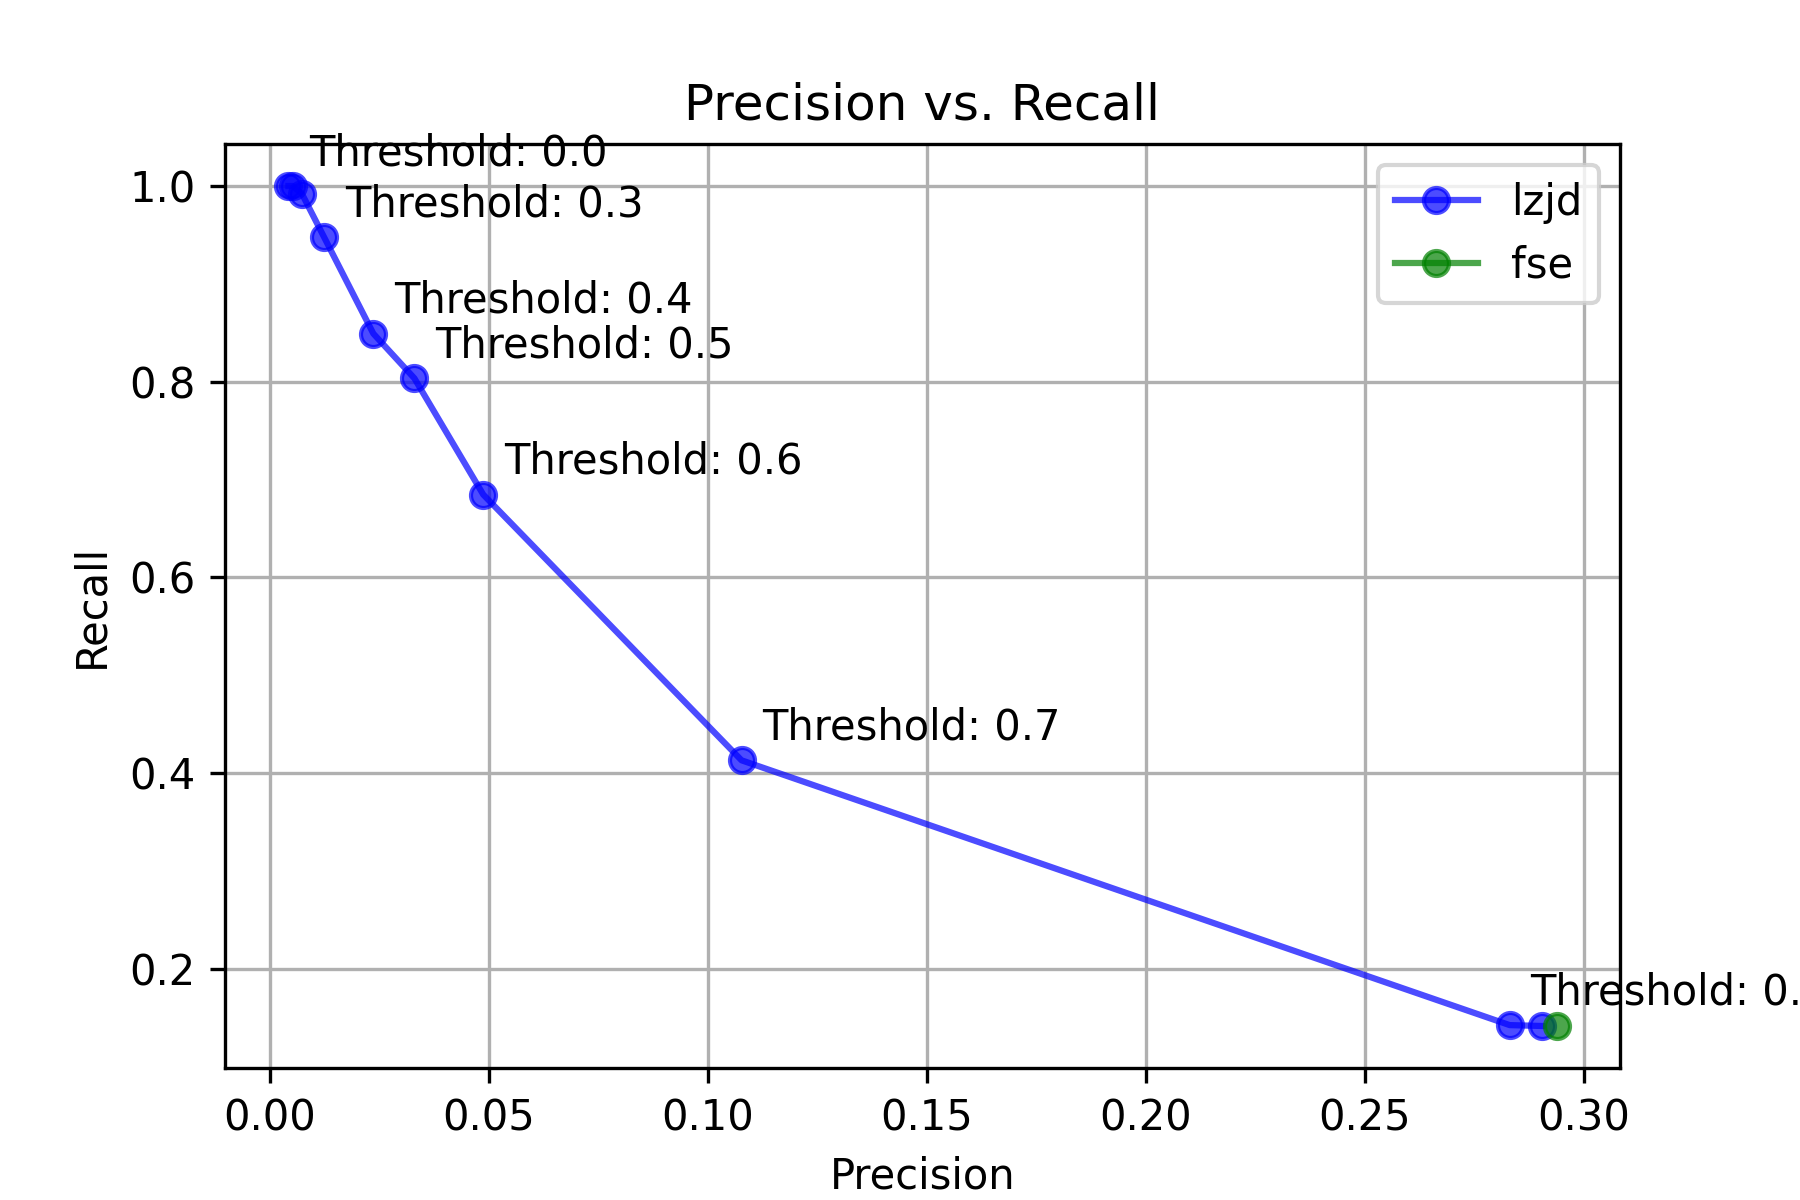 Precision vs. Recall
Threshold: 0.0
Threshold: 0.3
Threshold: 0.4
Threshold: 0.5
Threshold: 0.6
Threshold: 0.7
Threshold: 0.
lzjd
fse
Recall
1.0
0.8
0.6
0.4
0.2
0.00 0.05 0.10 0.15 0.20 0.25 0.30
Precision